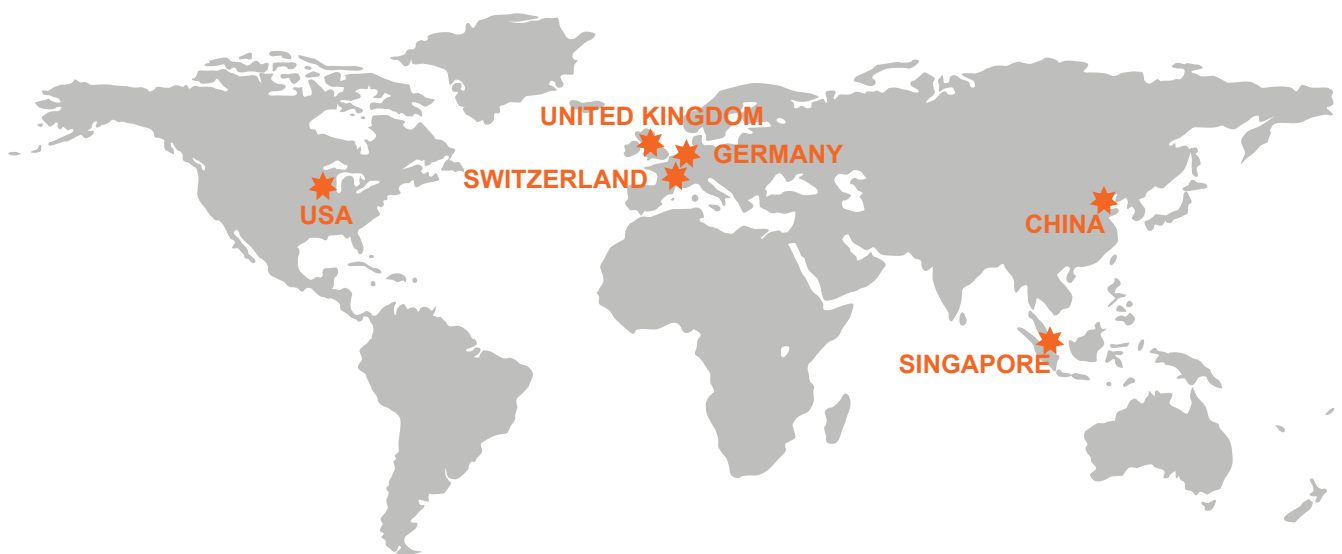 UNITED KINGDOM
GERMANY
SWITZERLAND
USA
CHINA
SINGAPORE